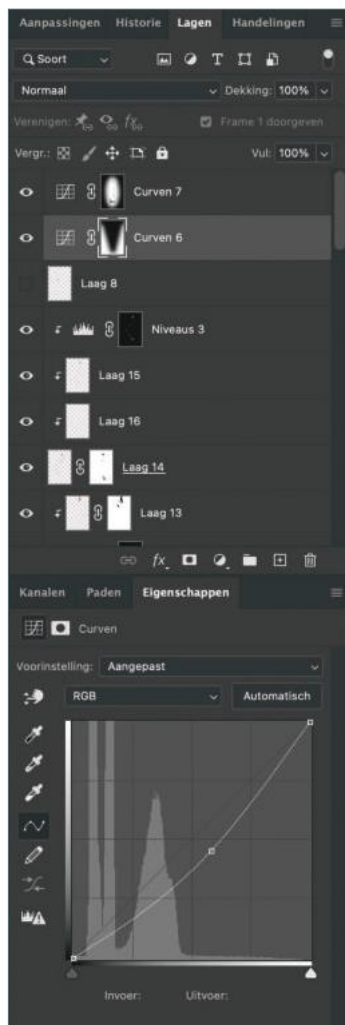 Aanpassingen Historie Lagen Handelingen
Soort
Normaal Dekking: 100%
Verenigen: Frame 1 doorgeven
Vergr.: Vul: 100%
Curven 7
Curven 6
Laag 8
Niveaus 3
Laag 15
Laag 16
Laag 14
Laag 13
fx
Kanalen Paden Eigenschappen
Curven
Voorinstelling: Aangepast
RGB Automatisch
Invoer: Uitvoer: